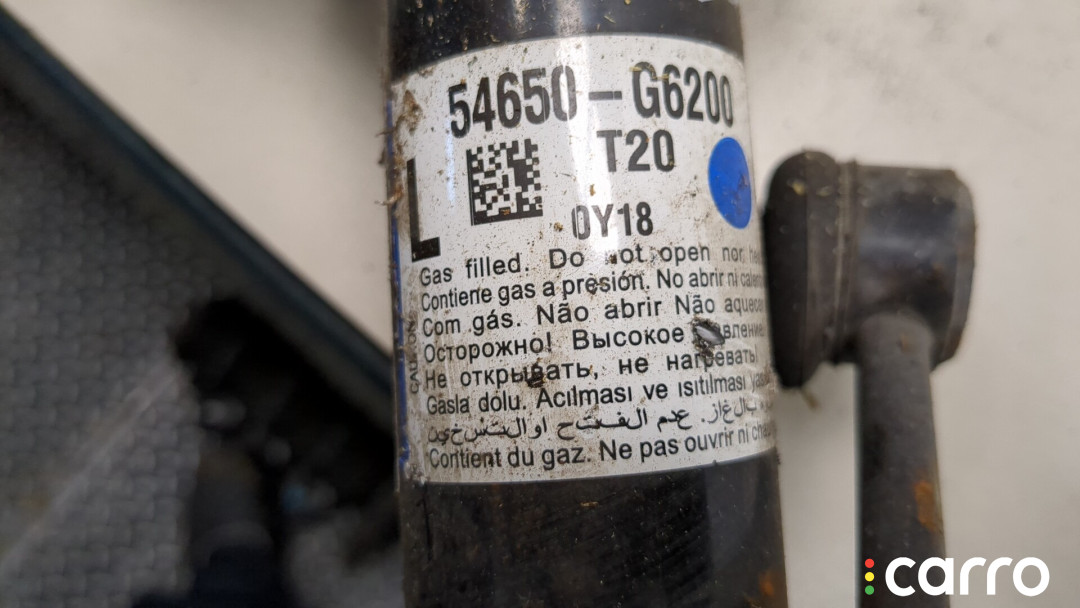 54650-G6200
T20
L
0Y18
Gas filled. Do not open nor
Contiene gas a presión. No abrir ni
Com gás. Não abrir Não
Осторожно! Высокое
Не открывать, не нагревать!
Gasla dolu. Acılması ve ısıtılması
بالغاز. عدم الفتح او التسخين
Contient du gaz. Ne pas ouvrir ni
carro